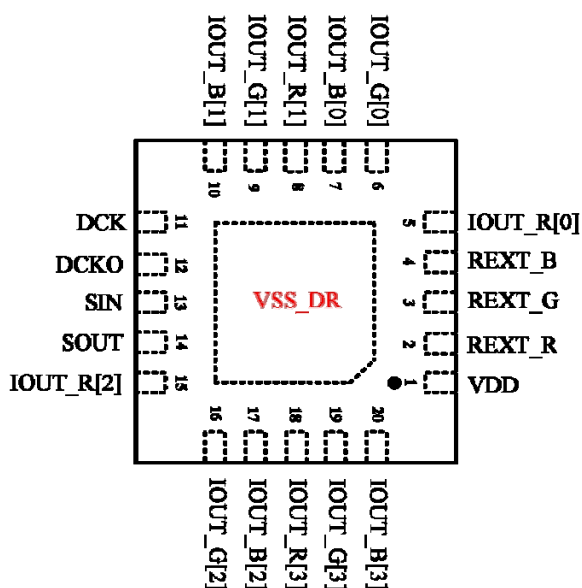 IOUT_B[1]
IOUT_G[1]
IOUT_R[1]
IOUT_B[0]
IOUT_G[0]
10
9
8
7
6
DCK
11
DCKO
12
SIN
13
SOUT
14
IOUT_R[2]
15
VSS_DR
5
IOUT_R[0]
4
REXT_B
3
REXT_G
2
REXT_R
1
VDD
16
17
18
19
20
IOUT_G[2]
IOUT_B[2]
IOUT_R[3]
IOUT_G[3]
IOUT_B[3]